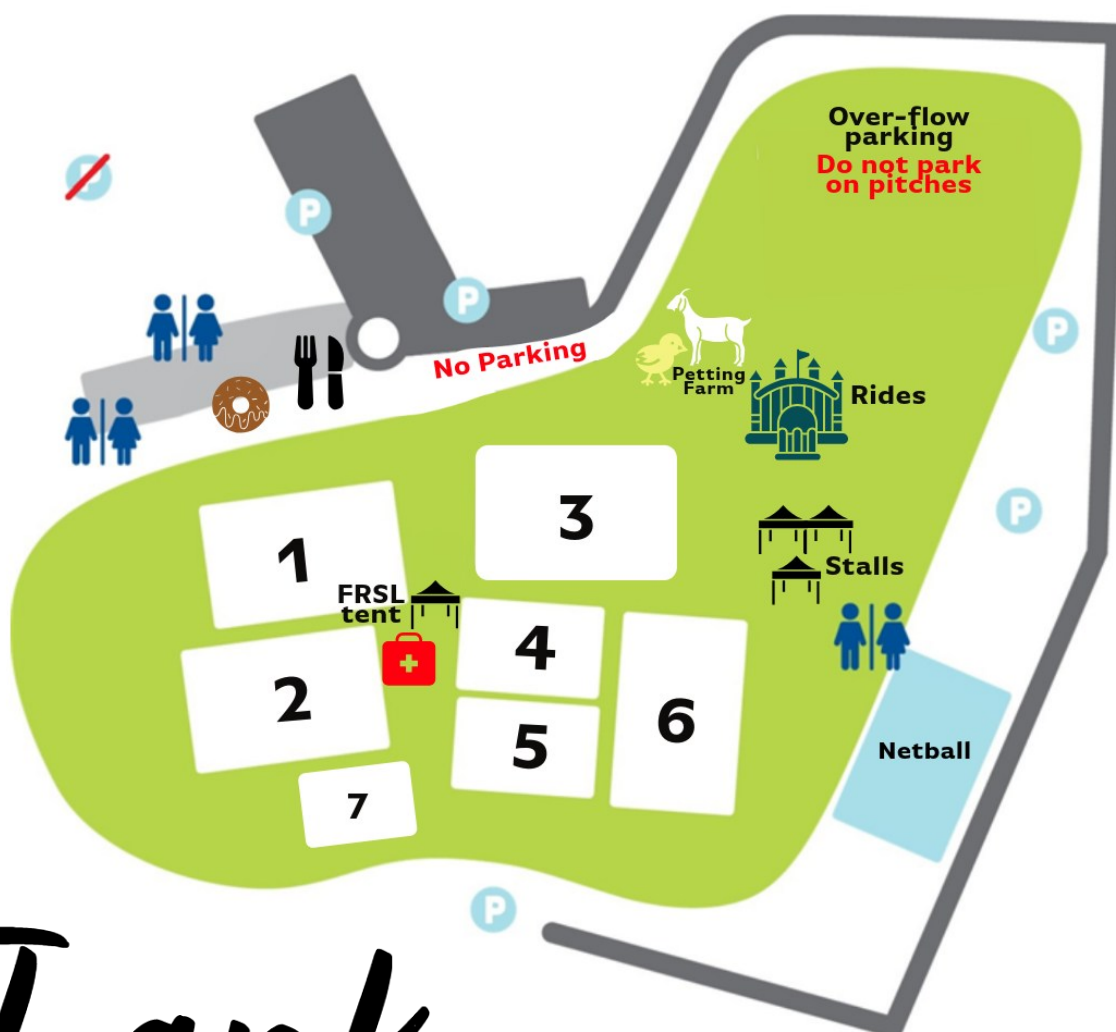 Over-flow
parking
Do not park
on pitches
P
P
P
P
No Parking
Petting
Farm
Rides
3
1
P
Stalls
FRSL
tent
4
2
6
5
Netball
7
P